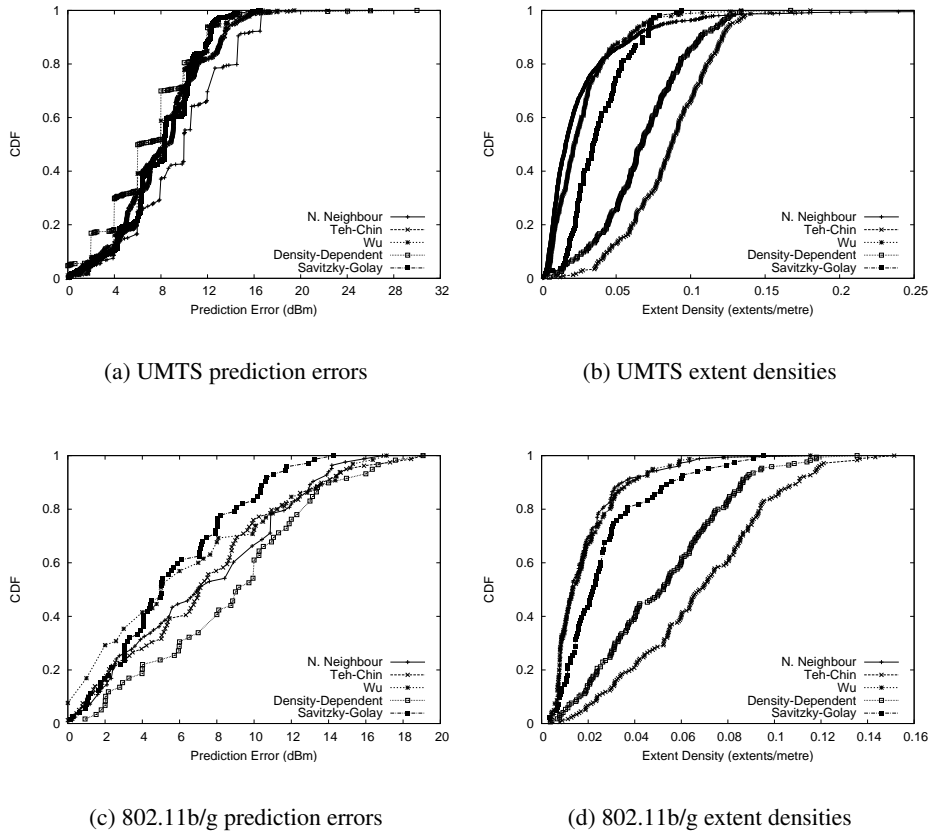 1
0.8
0.6
0.4
0.2
0
CDF
N. Neighbour
Teh-Chin
Wu
Density-Dependent
Savitzky-Golay
0 4 8 12 16 20 24 28 32
Prediction Error (dBm)
(a) UMTS prediction errors
1
0.8
0.6
0.4
0.2
0
CDF
N. Neighbour
Teh-Chin
Wu
Density-Dependent
Savitzky-Golay
0 0.05 0.1 0.15 0.2 0.25
Extent Density (extents/metre)
(b) UMTS extent densities
1
0.8
0.6
0.4
0.2
0
CDF
N. Neighbour
Teh-Chin
Wu
Density-Dependent
Savitzky-Golay
0 2 4 6 8 10 12 14 16 18 20
Prediction Error (dBm)
(c) 802.11b/g prediction errors
1
0.8
0.6
0.4
0.2
0
CDF
N. Neighbour
Teh-Chin
Wu
Density-Dependent
Savitzky-Golay
0 0.02 0.04 0.06 0.08 0.1 0.12 0.14 0.16
Extent Density (extents/metre)
(d) 802.11b/g extent densities